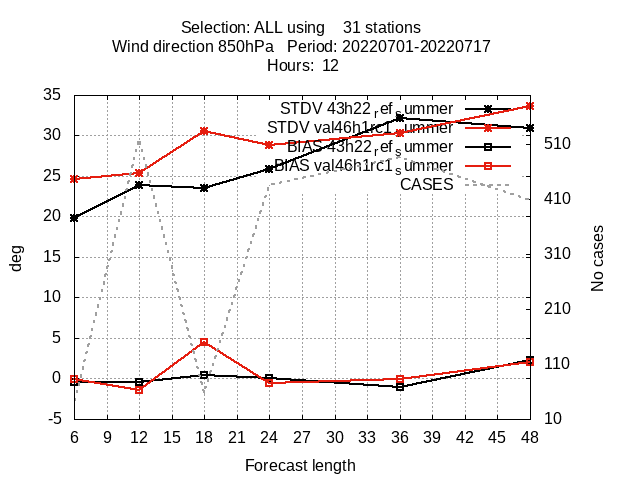 Selection: ALL using    31 stations
Wind direction 850hPa   Period: 20220701-20220717
Hours:  12
35
30
25
20
15
10
5
0
-5
deg
STDV 43h22_ref_summer
STDV val46h1rc1_summer
BIAS 43h22_ref_summer
BIAS val46h1rc1_summer
CASES
510
410
310
210
110
10
No cases
6 9 12 15 18 21 24 27 30 33 36 39 42 45 48
Forecast length